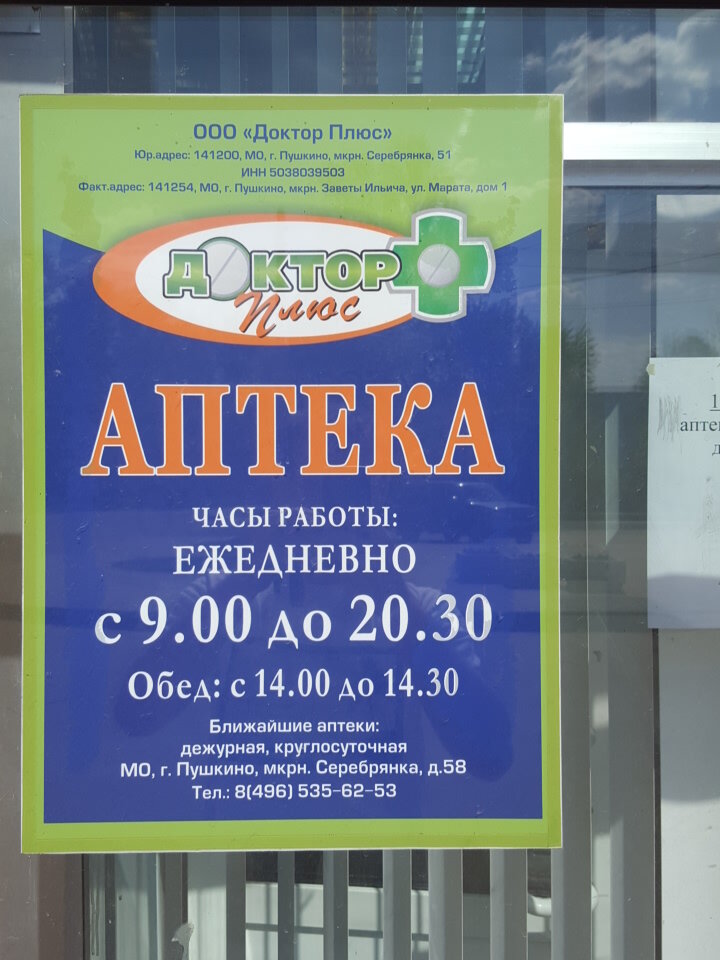 ООО «Доктор Плюс»
Юр.адрес: 141200, МО, г. Пушкино, мкрн. Серебрянка, 51
ИНН 5038039503
Факт.адрес: 141254, МО, г. Пушкино, мкрн. Заветы Ильича, ул. Марата, дом 1
ДОКТОР
Плюс
АПТЕКА
ЧАСЫ РАБОТЫ:
ЕЖЕДНЕВНО
с 9.00 до 20.30
Обед: с 14.00 до 14.30
Ближайшие аптеки:
дежурная, круглосуточная
МО, г. Пушкино, мкрн. Серебрянка, д.58
Тел.: 8(496) 535-62-53